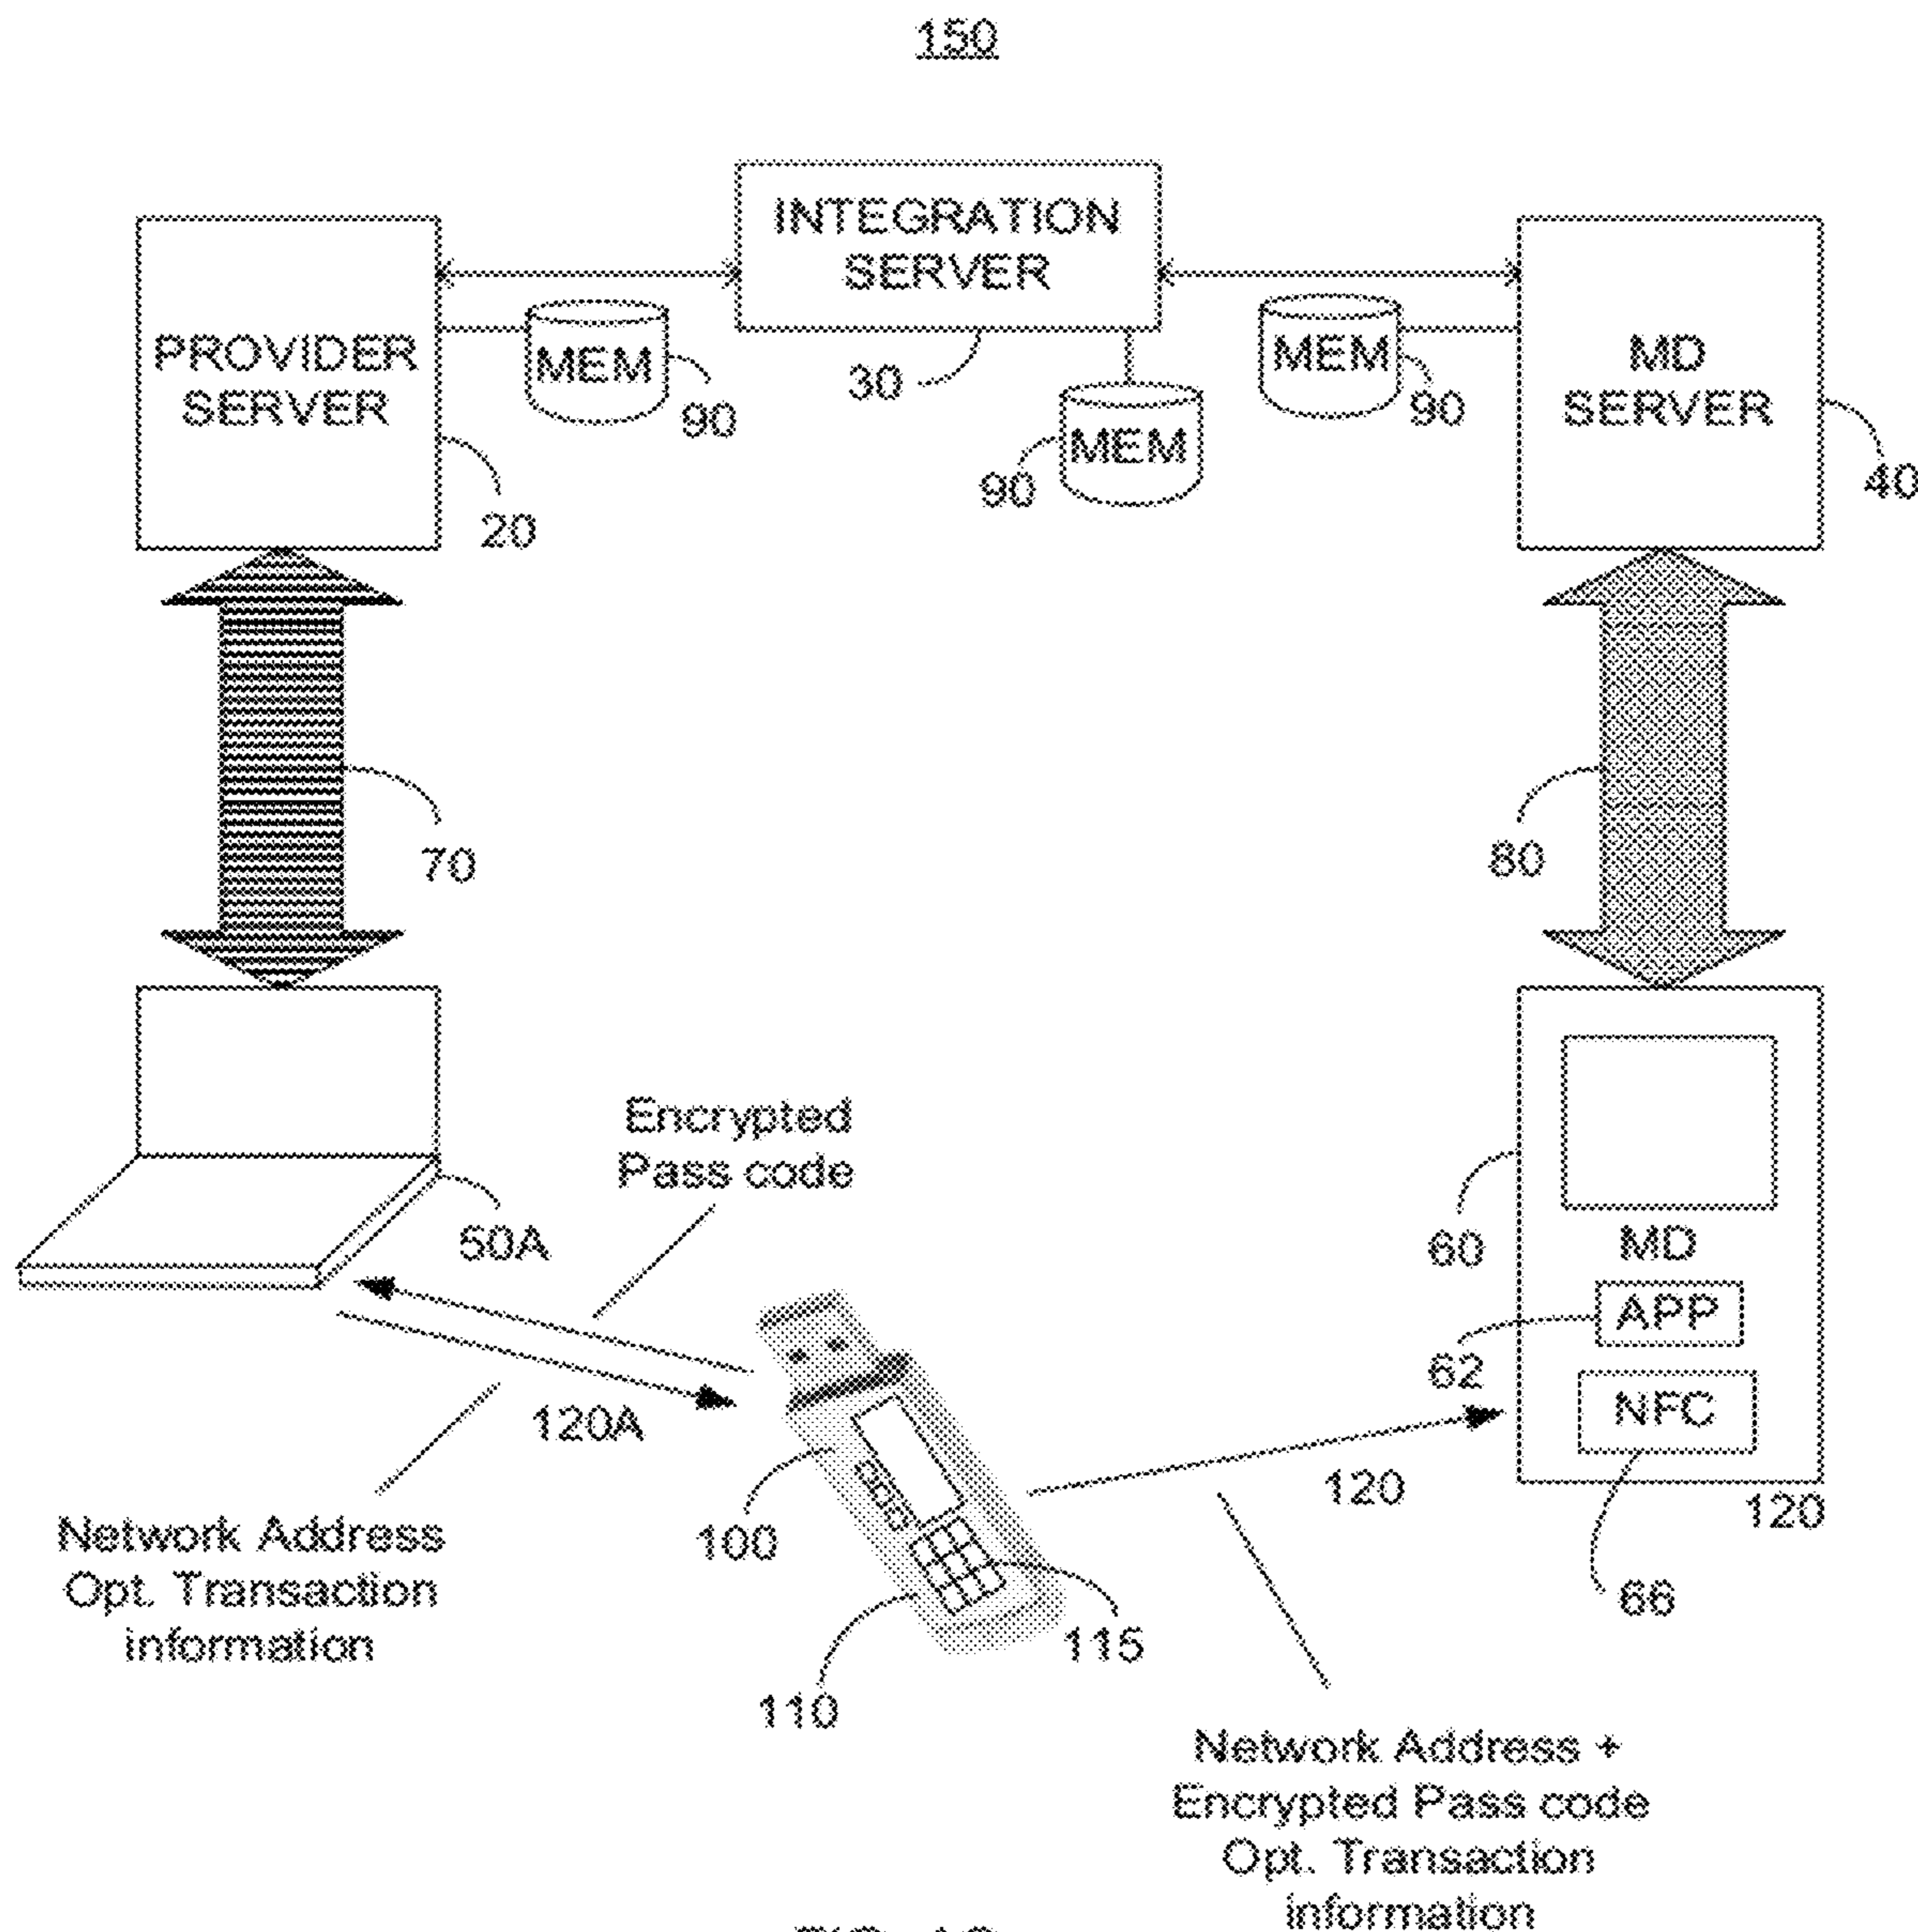 150
INTEGRATION
SERVER
PROVIDER
SERVER
MD
SERVER
MEM
MEM
MEM
90
30
90
90
20
40
70
80
Encrypted
Pass code
50A
60
MD
APP
62
NFC
120A
120
120
100
66
Network Address
Opt. Transaction
information
115
110
Network Address +
Encrypted Pass code
Opt. Transaction
information